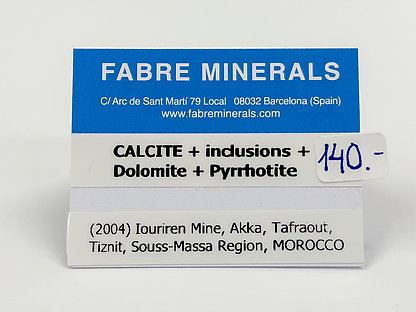 FABRE MINERALS
C/ Arc de Sant Martí 79 Local 08032 Barcelona (Spain)
www.fabreminerals.com
CALCITE + inclusions + 140.-
Dolomite + Pyrrhotite
(2004) Iouriren Mine, Akka, Tafraout,
Tiznit, Souss-Massa Region, MOROCCO